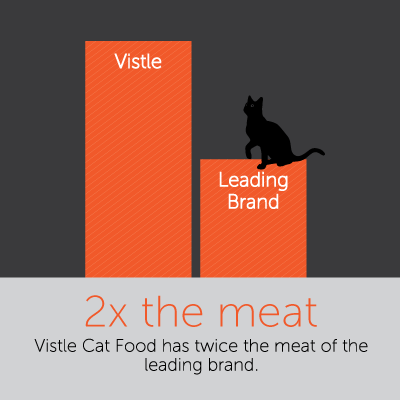 Vistle
Leading
Brand
2x the meat
Vistle Cat Food has twice the meat of the
leading brand.